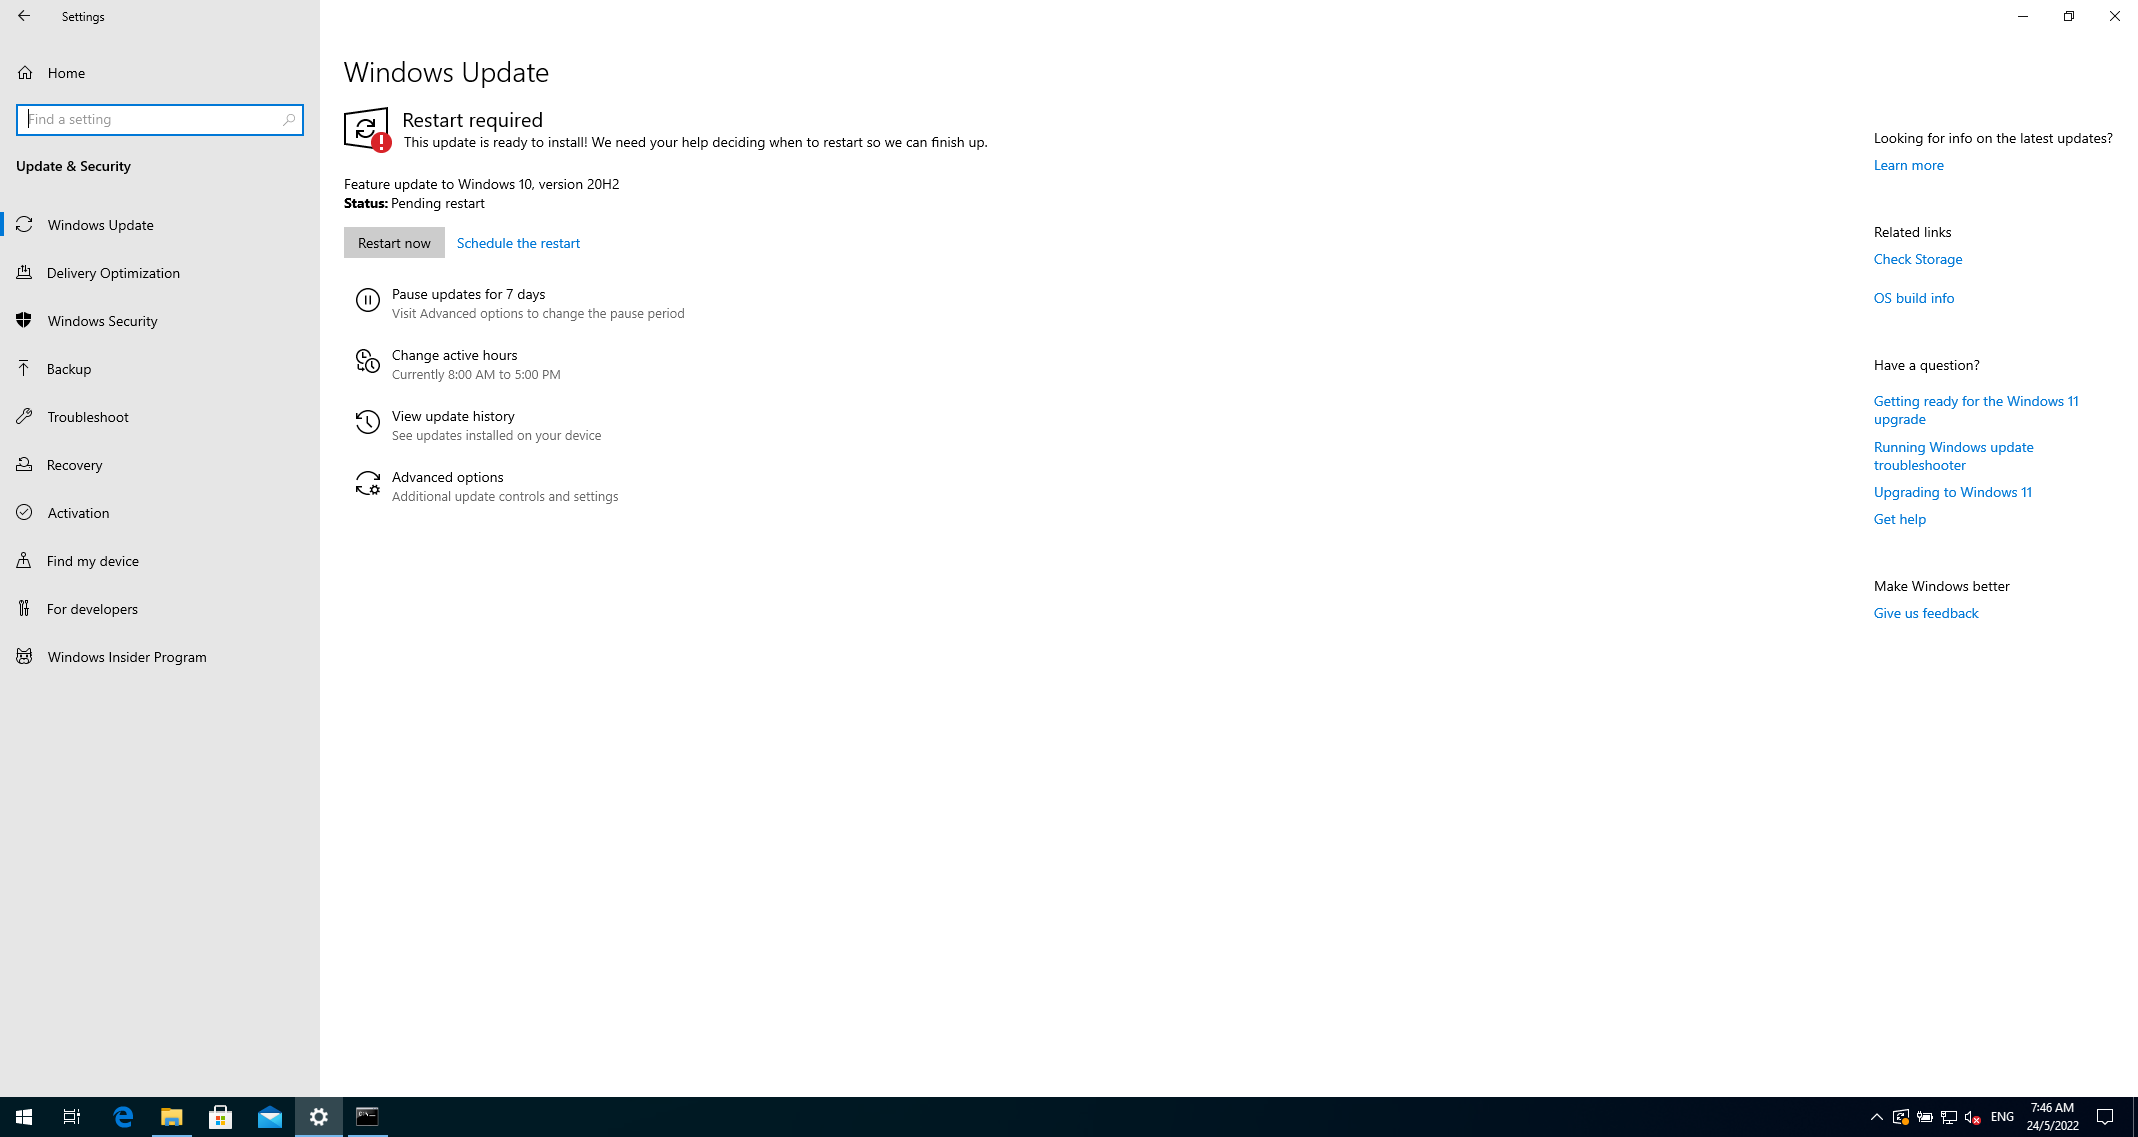 Settings
Home
Find a setting
Update & Security
Windows Update
Delivery Optimization
Windows Security
Backup
Troubleshoot
Recovery
Activation
Find my device
For developers
Windows Insider Program
Windows Update
Restart required
This update is ready to install! We need your help deciding when to restart so we can finish up.
Feature update to Windows 10, version 20H2
Status: Pending restart
Restart now
Schedule the restart
Pause updates for 7 days
Visit Advanced options to change the pause period
Change active hours
Currently 8:00 AM to 5:00 PM
View update history
See updates installed on your device
Advanced options
Additional update controls and settings
Looking for info on the latest updates?
Learn more
Related links
Check Storage
OS build info
Have a question?
Getting ready for the Windows 11
upgrade
Running Windows update
troubleshooter
Upgrading to Windows 11
Get help
Make Windows better
Give us feedback
ENG
7:46 AM
24/5/2022